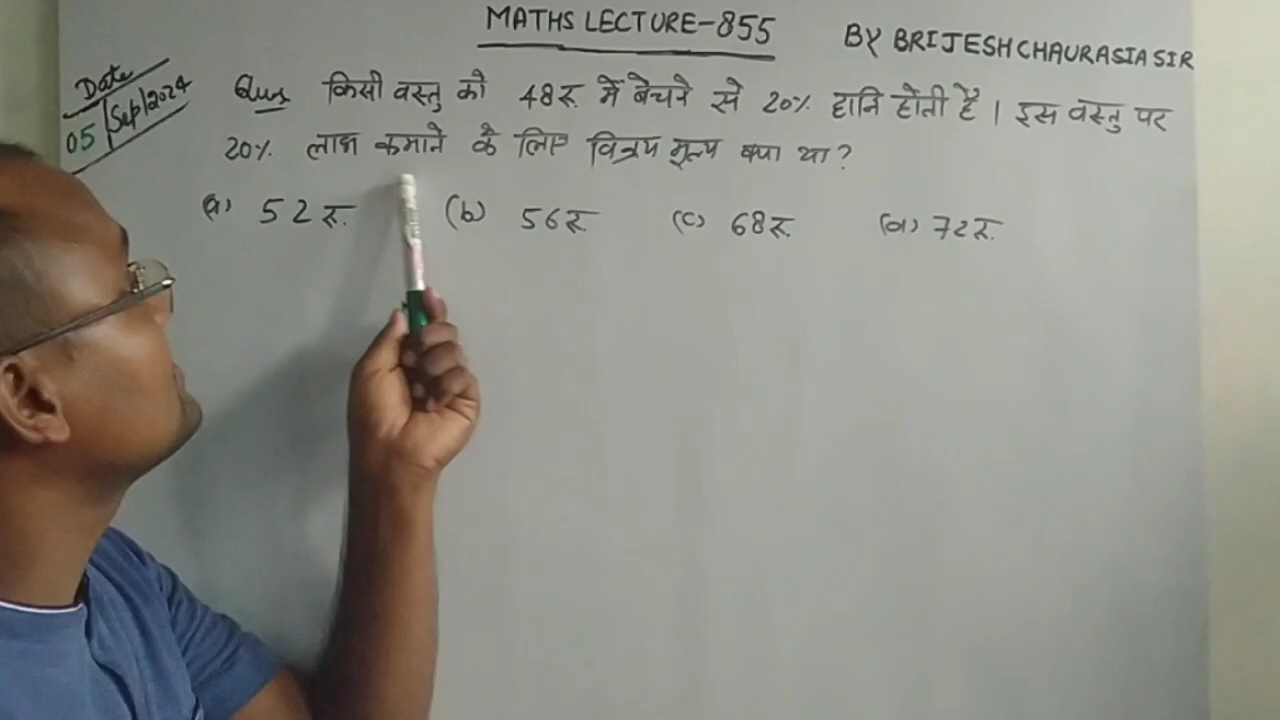 MATHS LECTURE-855
BY BRIJESH CHAURASIA SIR
Date
05/Sep/2024
Ques किसी वस्तु को 48रू. में बेचने से 20% हानि होती है। इस वस्तु पर
20% लाभ कमाने के लिए विक्रय मूल्य क्या था?
(a) 52रू. (b) 56रू. (c) 68रू. (d) 72रू.